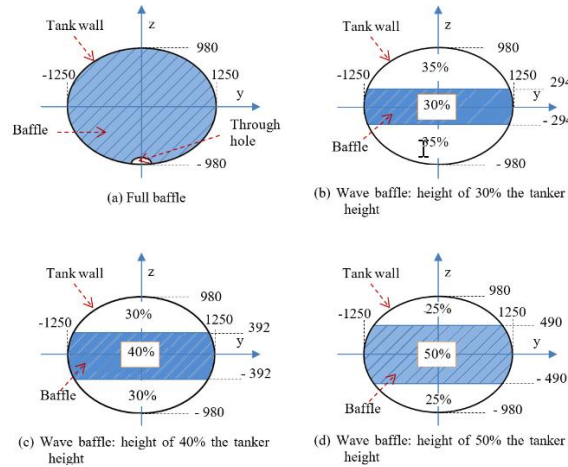 z
Tank wall
980
-1250
1250
y
Baffle
Through
hole
- 980
(a) Full baffle
z
Tank wall
980
35%
-1250
1250
294
y
30%
- 294
35%
Baffle
-980
(b) Wave baffle: height of 30% the tanker
height
z
Tank wall
980
30%
-1250
1250
392
y
40%
- 392
Baffle
30%
- 980
(c) Wave baffle: height of 40% the tanker
height
z
Tank wall
980
25%
-1250
1250
490
y
50%
- 490
Baffle
25%
-980
(d) Wave baffle: height of 50% the tanker
height